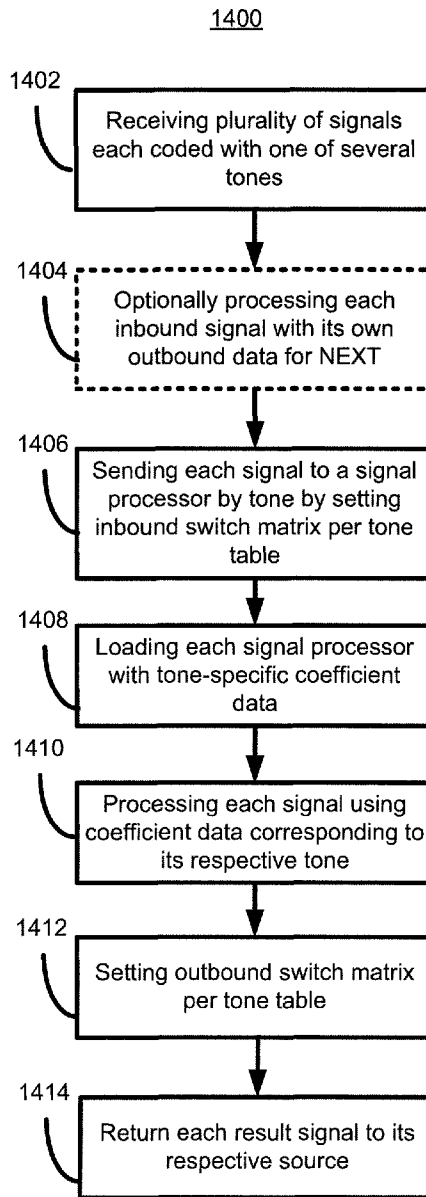 1400
1402
Receiving plurality of signals
each coded with one of several
tones
1404
Optionally processing each
inbound signal with its own
outbound data for NEXT
1406
Sending each signal to a signal
processor by tone by setting
inbound switch matrix per tone
table
1408
Loading each signal processor
with tone-specific coefficient
data
1410
Processing each signal using
coefficient data corresponding to
its respective tone
1412
Setting outbound switch matrix
per tone table
1414
Return each result signal to its
respective source